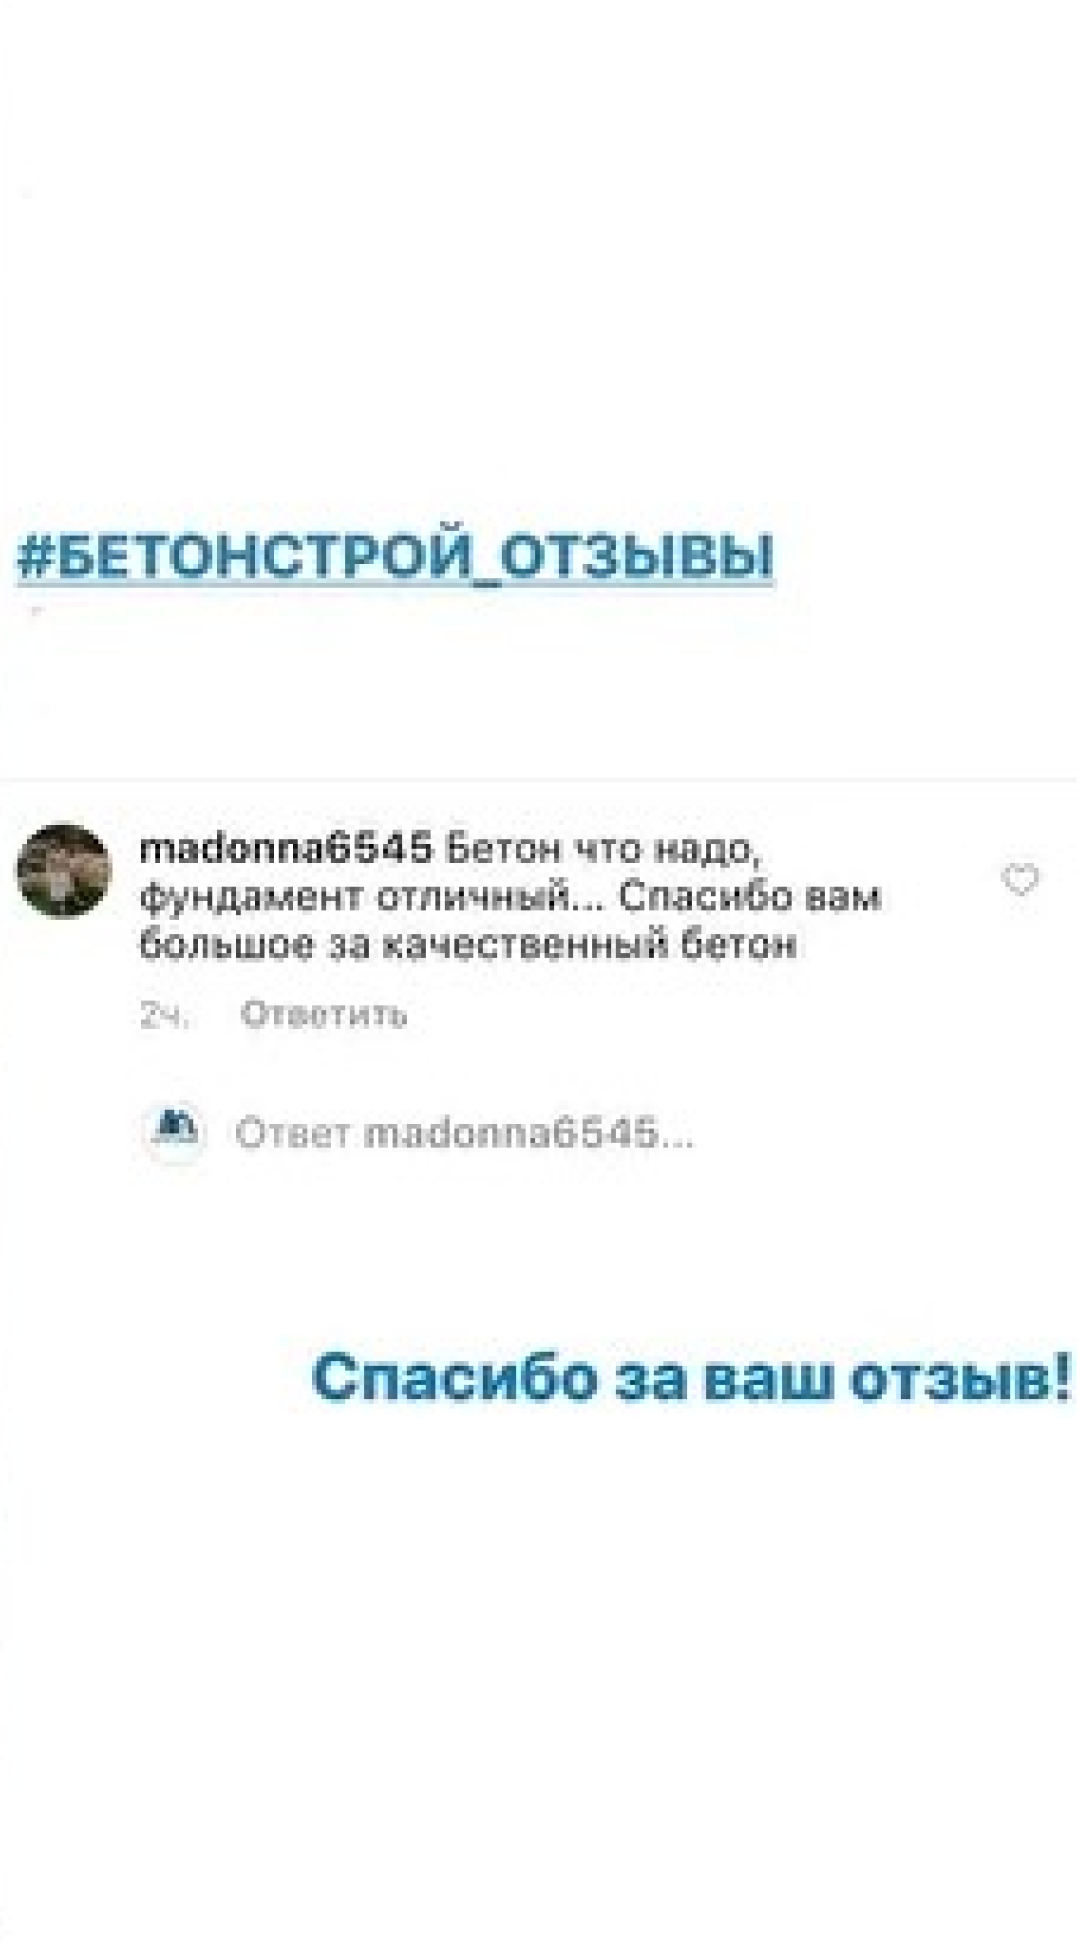 #БЕТОНСТРОЙ_ОТЗЫВЫ
madonna6545 Бетон что надо,
фундамент отличный... Спасибо вам
большое за качественный бетон
2ч. Ответить
Ответ madonna6545...
Спасибо за ваш отзыв!